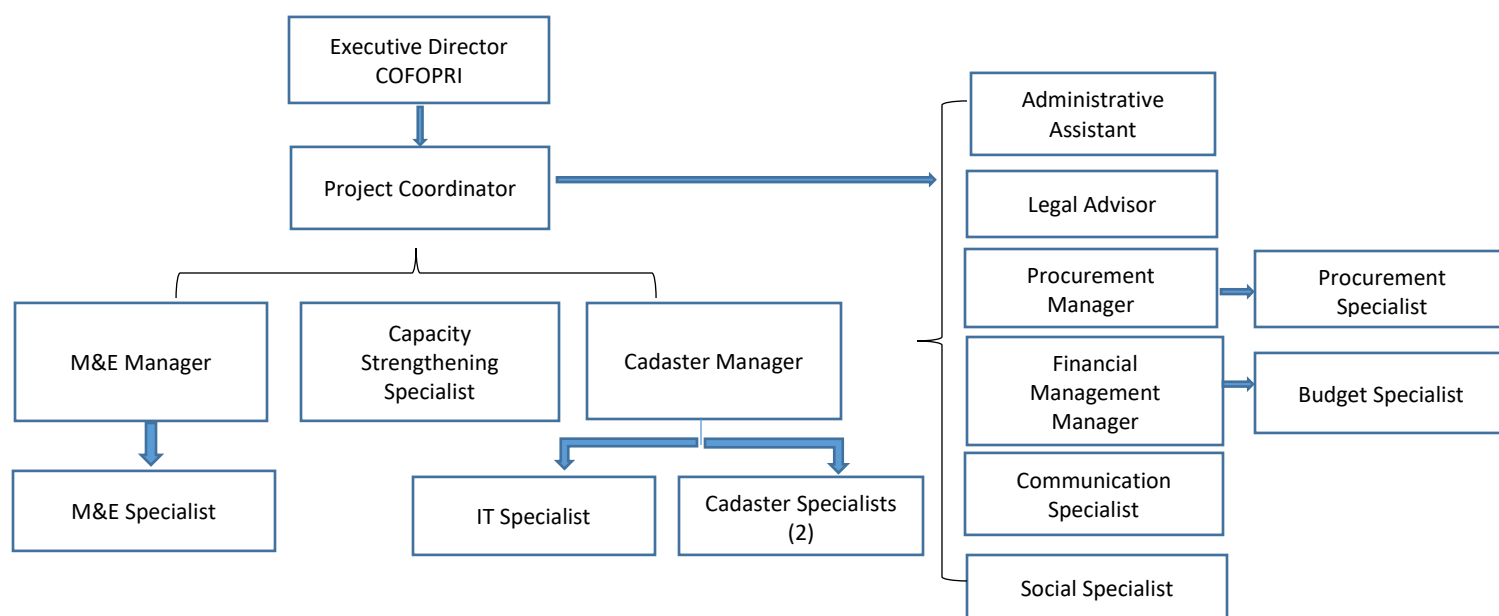 Executive Director
COFOPRI
Project Coordinator
M&E Manager
Capacity
Strengthening
Specialist
Cadaster Manager
M&E Specialist
IT Specialist
Cadaster Specialists
(2)
Administrative
Assistant
Legal Advisor
Procurement
Manager
Procurement
Specialist
Financial
Management
Manager
Budget Specialist
Communication
Specialist
Social Specialist